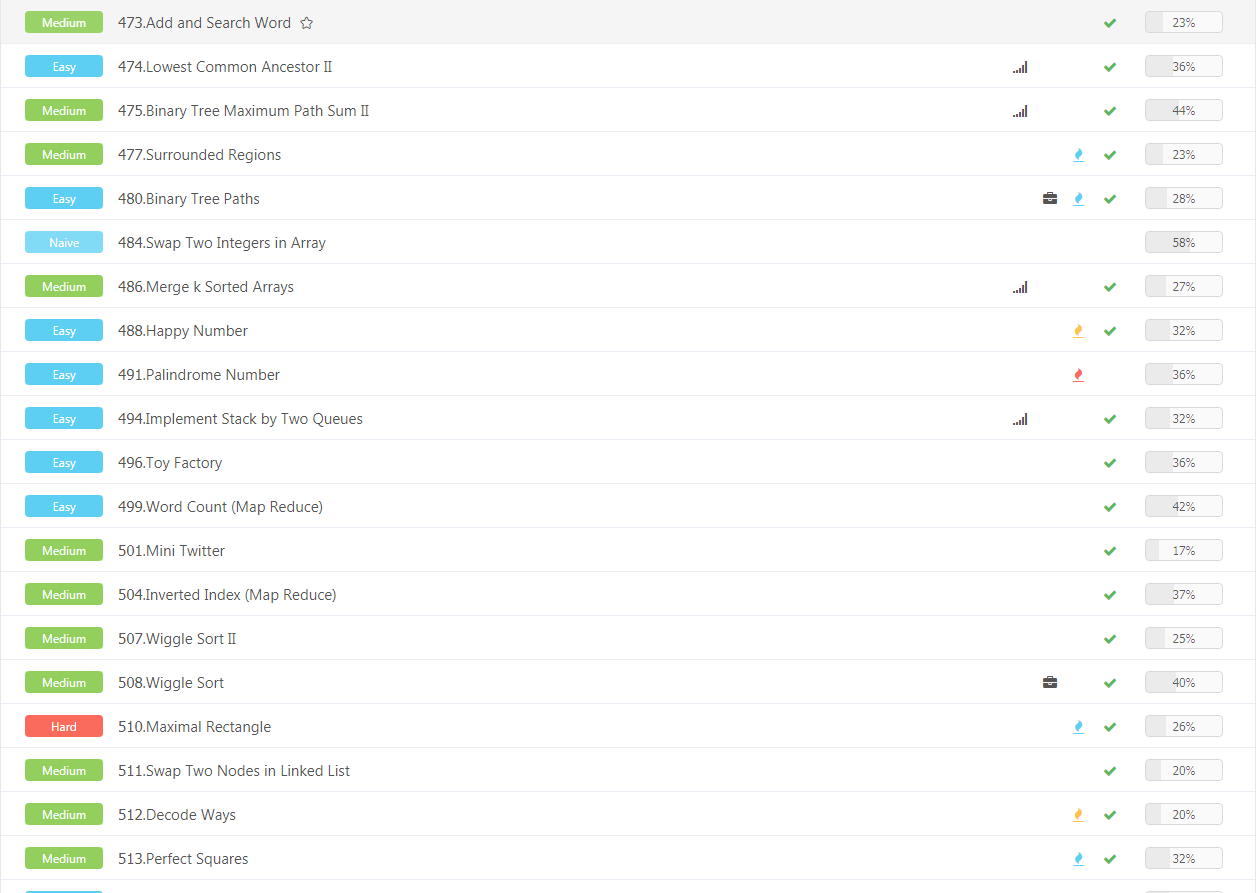 Medium 473.Add and Search Word 23%
Easy 474.Lowest Common Ancestor II 36%
Medium 475.Binary Tree Maximum Path Sum II 44%
Medium 477.Surrounded Regions 23%
Easy 480.Binary Tree Paths 28%
Naive 484.Swap Two Integers in Array 58%
Medium 486.Merge k Sorted Arrays 27%
Easy 488.Happy Number 32%
Easy 491.Palindrome Number 36%
Easy 494.Implement Stack by Two Queues 32%
Easy 496.Toy Factory 36%
Easy 499.Word Count (Map Reduce) 42%
Medium 501.Mini Twitter 17%
Medium 504.Inverted Index (Map Reduce) 37%
Medium 507.Wiggle Sort II 25%
Medium 508.Wiggle Sort 40%
Hard 510.Maximal Rectangle 26%
Medium 511.Swap Two Nodes in Linked List 20%
Medium 512.Decode Ways 20%
Medium 513.Perfect Squares 32%